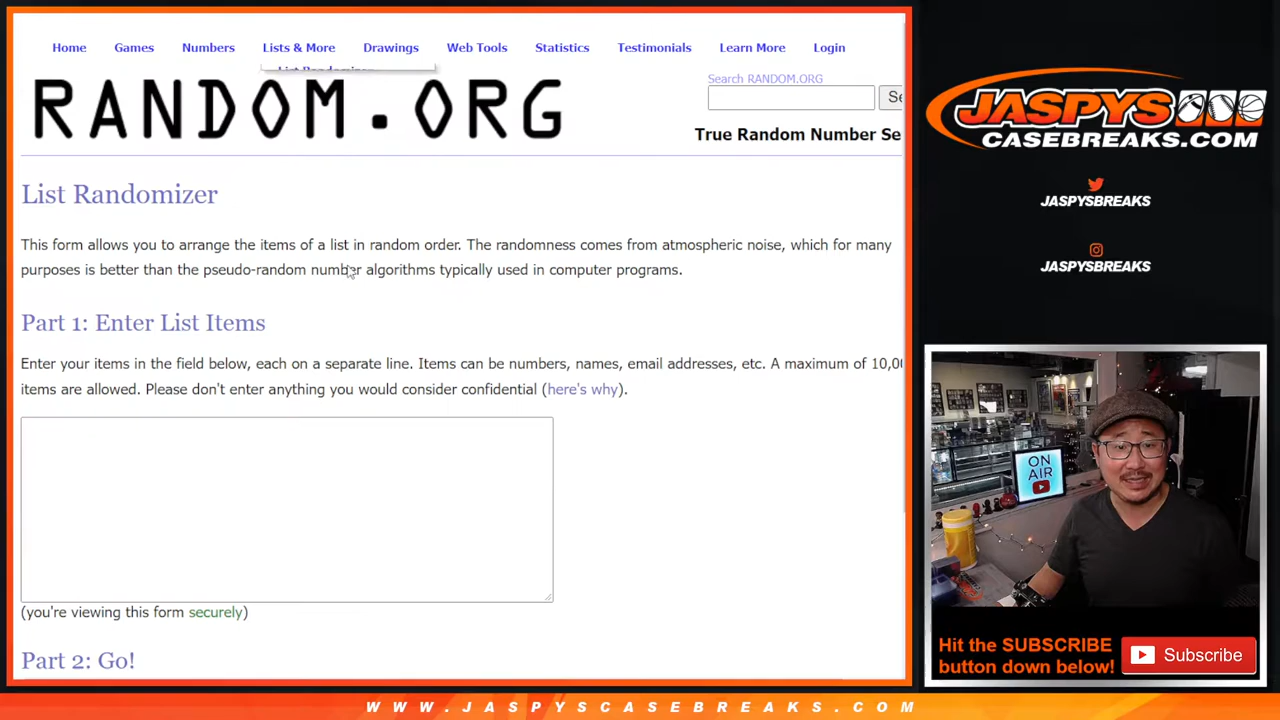 Home Games Numbers Lists & More Drawings Web Tools Statistics Testimonials Learn More Login
List Randomizer
RANDOM.ORG
Search RANDOM.ORG
Se
True Random Number Se
List Randomizer
This form allows you to arrange the items of a list in random order. The randomness comes from atmospheric noise, which for many
purposes is better than the pseudo-random number algorithms typically used in computer programs.
Part 1: Enter List Items
Enter your items in the field below, each on a separate line. Items can be numbers, names, email addresses, etc. A maximum of 10,00
items are allowed. Please don't enter anything you would consider confidential (here's why).
(you're viewing this form securely)
Part 2: Go!
JASPYS
CASEBREAKS.COM
JASPYSBREAKS
JASPYSBREAKS
ON
AIR
Hit the SUBSCRIBE
button down below!
Subscribe
WWW.JASPYSCASEBREAKS.COM